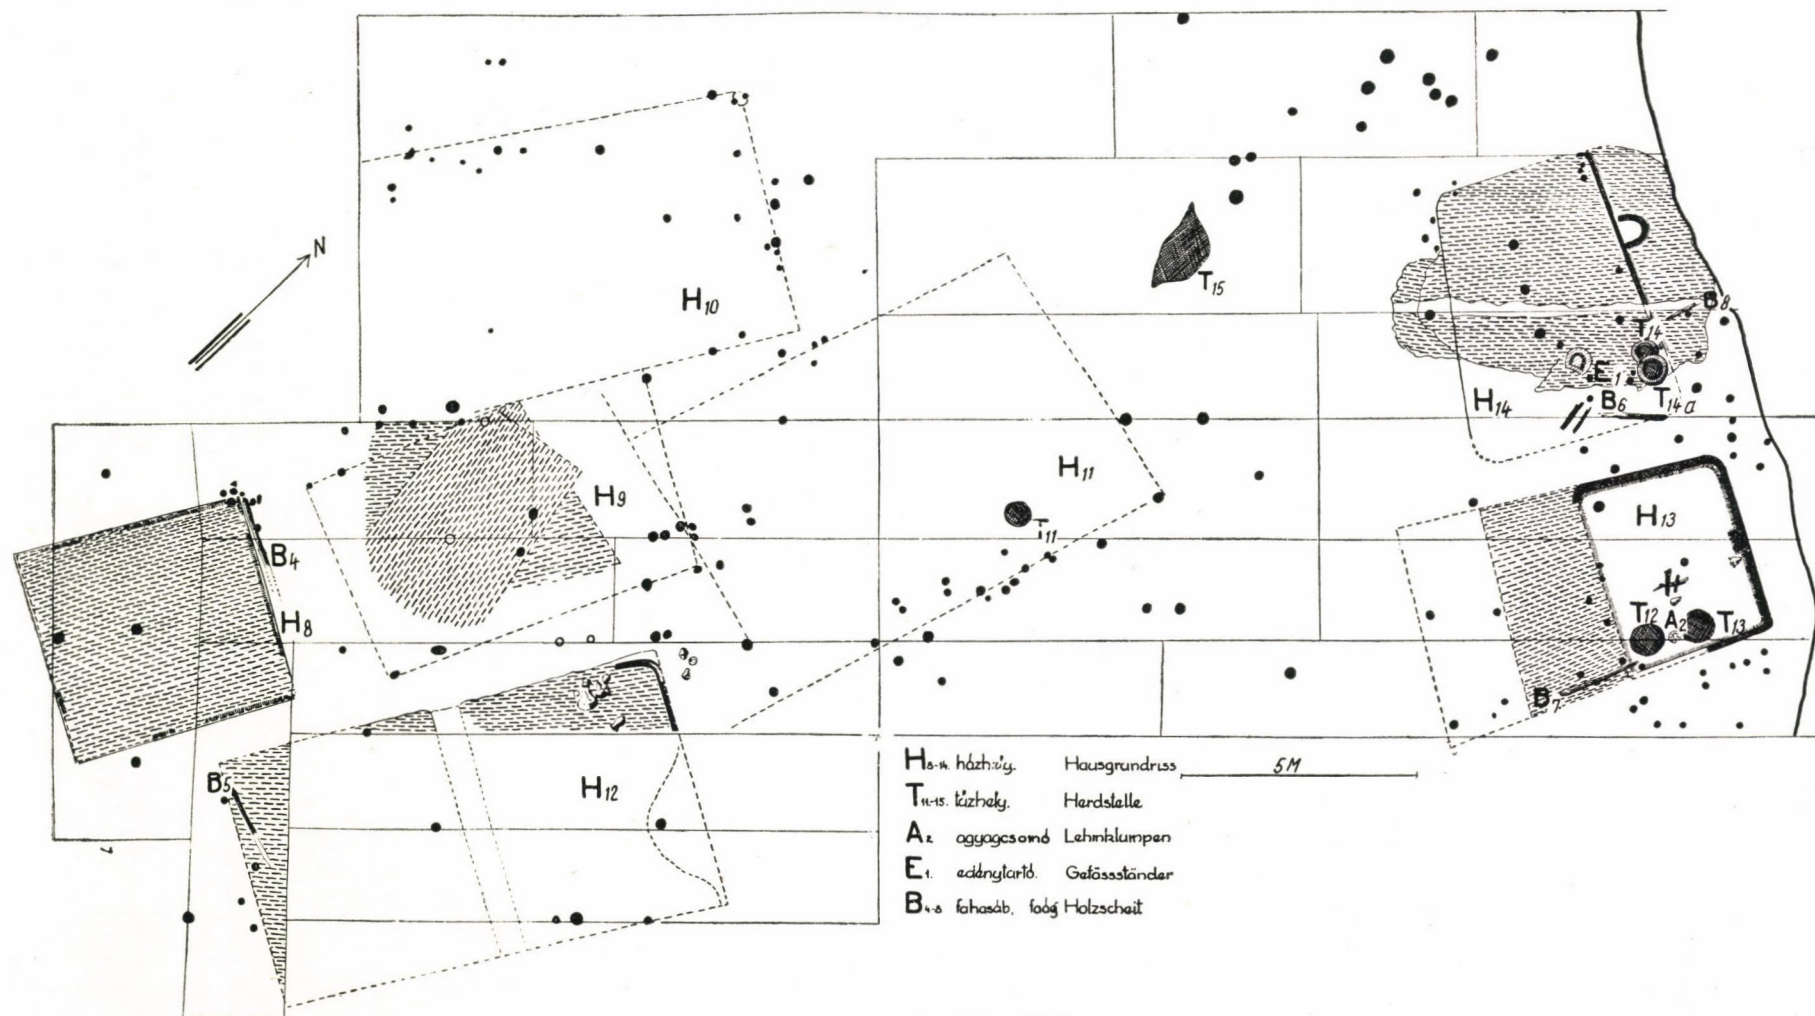 N
H10
T15
B8
T14
E1
B6
T14a
H14
H11
T11
H9
B4
H8
H13
T12
A2
T13
B7
H12
B5
5M
H8-14. házhely. Hausgrundriss
T11-15. tűzhely. Herdstelle
A2 agyagcsomó Lehmklumpen
E1. edénytartó. Gefässständer
B4-8 fahasáb, faág Holzscheit